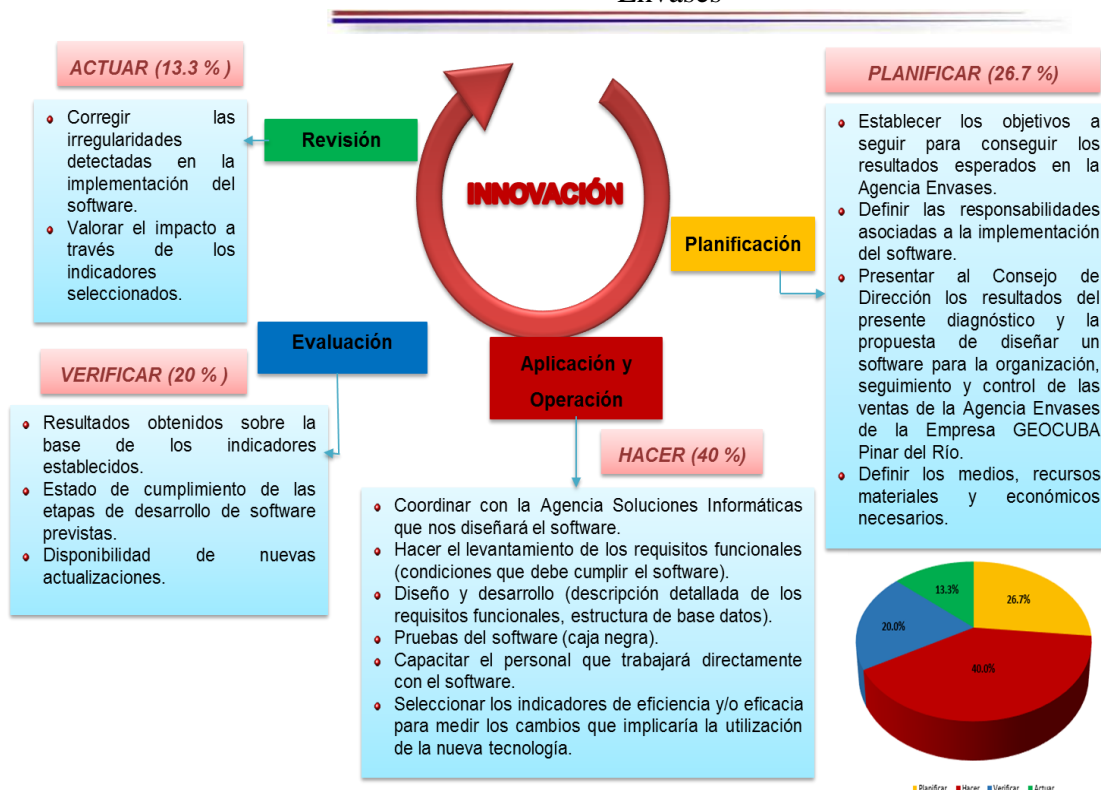 Envases
ACTUAR (13.3 % )
Corregir las
irregularidades
detectadas en la
implementación del
software.
Valorar el impacto a
través de los
indicadores
seleccionados.
Revisión
INNOVACIÓN
PLANIFICAR (26.7 %)
Establecer los objetivos a
seguir para conseguir los
resultados esperados en la
Agencia Envases.
Definir las responsabilidades
asociadas a la implementación
del software.
Presentar al Consejo de
Dirección los resultados del
presente diagnóstico y la
propuesta de diseñar un
software para la organización,
seguimiento y control de las
ventas de la Agencia Envases
de la Empresa GEOCUBA
Pinar del Río.
Definir los medios, recursos
materiales y económicos
necesarios.
Planificación
Evaluación
VERIFICAR (20 % )
Resultados obtenidos sobre la
base de los indicadores
establecidos.
Estado de cumplimiento de las
etapas de desarrollo de software
previstas.
Disponibilidad de nuevas
actualizaciones.
Aplicación y
Operación
HACER (40 %)
Coordinar con la Agencia Soluciones Informáticas
que nos diseñará el software.
Hacer el levantamiento de los requisitos funcionales
(condiciones que debe cumplir el software).
Diseño y desarrollo (descripción detallada de los
requisitos funcionales, estructura de base datos).
Pruebas del software (caja negra).
Capacitar el personal que trabajará directamente
con el software.
Seleccionar los indicadores de eficiencia y/o eficacia
para medir los cambios que implicaría la utilización
de la nueva tecnología.
13.3%
26.7%
20.0%
40.0%
Planificar Hacer Verificar Actuar